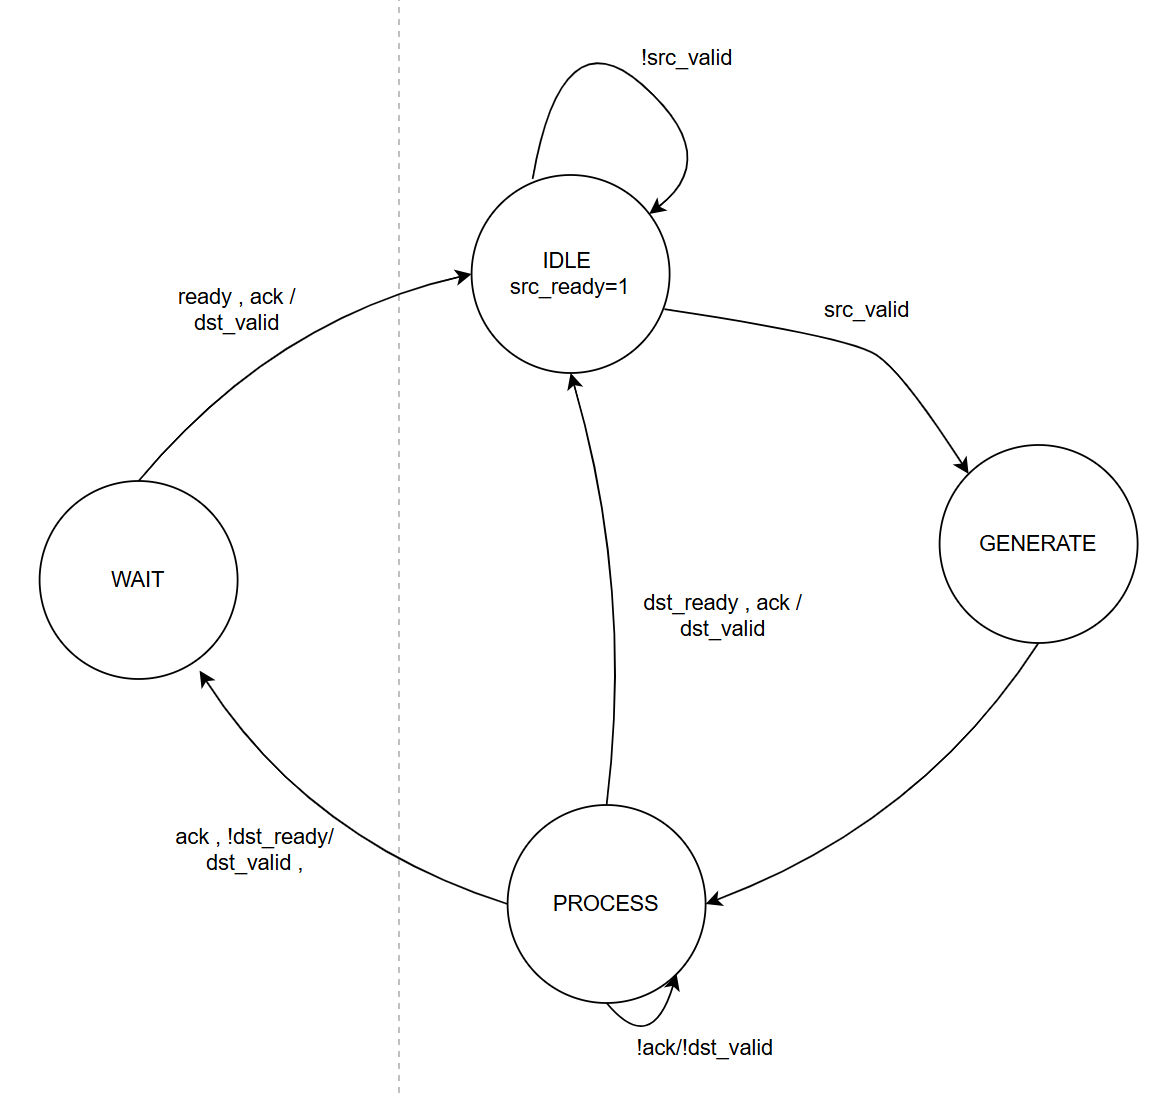 !src_valid
IDLE
src_ready=1
ready , ack /
dst_valid
src_valid
GENERATE
WAIT
dst_ready , ack /
dst_valid
ack , !dst_ready/
dst_valid ,
PROCESS
!ack/!dst_valid